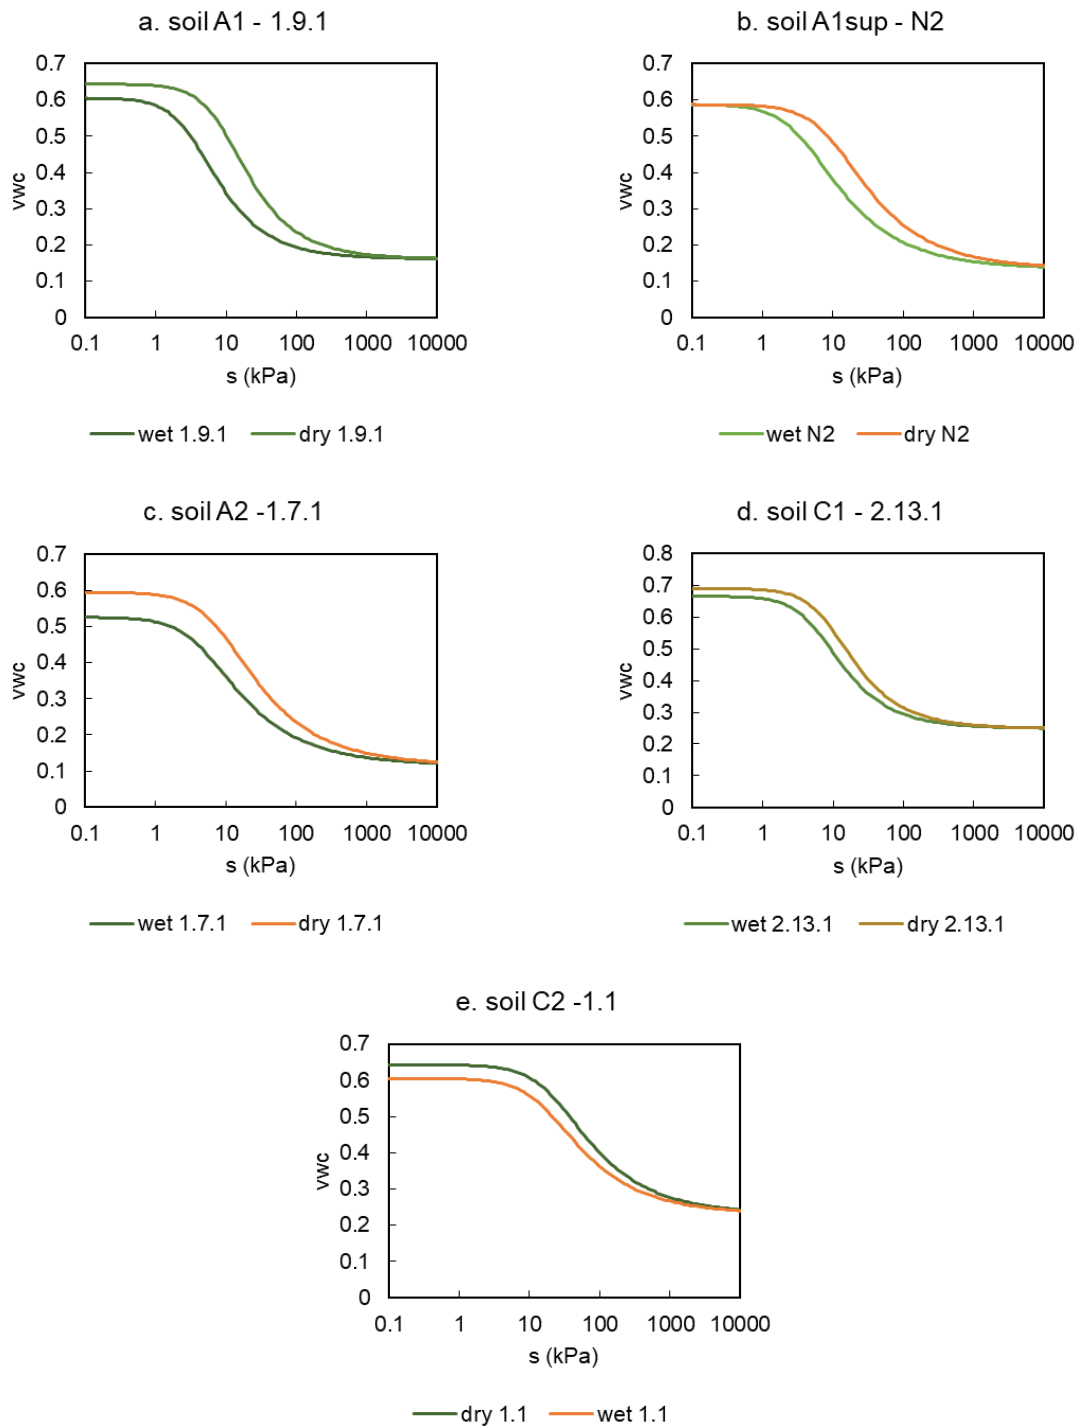 a. soil A1 - 1.9.1
0.7
0.6
0.5
0.4
0.3
0.2
0.1
0
vwc
0.1 1 10 100 1000 10000
s (kPa)
wet 1.9.1 dry 1.9.1
b. soil A1sup - N2
0.7
0.6
0.5
0.4
0.3
0.2
0.1
0
vwc
0.1 1 10 100 1000 10000
s (kPa)
wet N2 dry N2
c. soil A2 -1.7.1
0.7
0.6
0.5
0.4
0.3
0.2
0.1
0
vwc
0.1 1 10 100 1000 10000
s (kPa)
wet 1.7.1 dry 1.7.1
d. soil C1 - 2.13.1
0.8
0.7
0.6
0.5
0.4
0.3
0.2
0.1
0
vwc
0.1 1 10 100 1000 10000
s (kPa)
wet 2.13.1 dry 2.13.1
e. soil C2 -1.1
0.7
0.6
0.5
0.4
0.3
0.2
0.1
0
vwc
0.1 1 10 100 1000 10000
s (kPa)
dry 1.1 wet 1.1